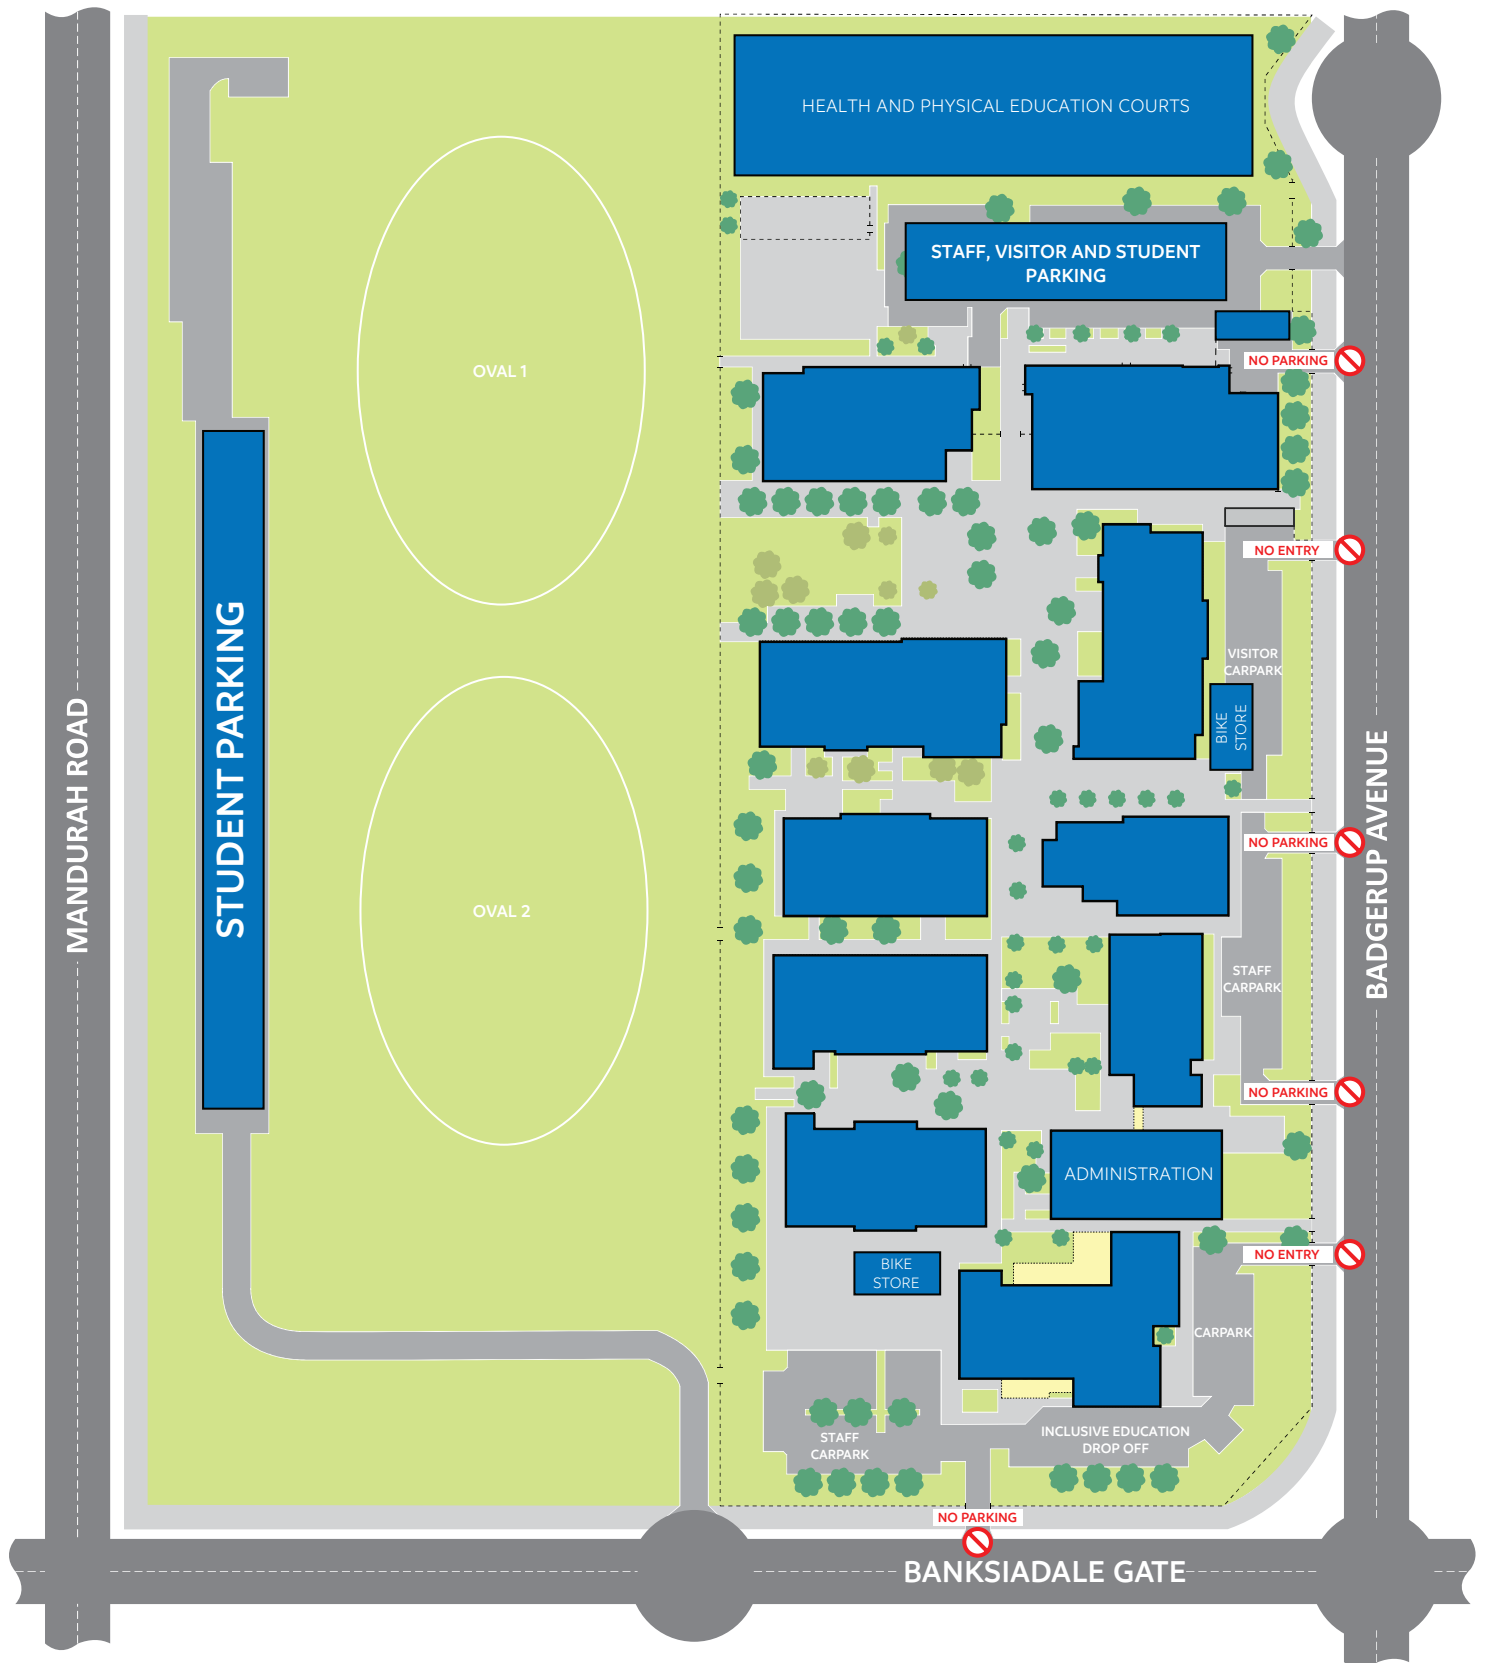 HEALTH AND PHYSICAL EDUCATION COURTS
STAFF, VISITOR AND STUDENT
PARKING
NO PARKING
OVAL 1
NO ENTRY
STUDENT PARKING
VISITOR
CARPARK
BIKE
STORE
MANDURAH ROAD
BADGERUP AVENUE
NO PARKING
OVAL 2
STAFF
CARPARK
NO PARKING
ADMINISTRATION
NO ENTRY
BIKE
STORE
CARPARK
INCLUSIVE EDUCATION
DROP OFF
STAFF
CARPARK
NO PARKING
BANKSIADALE GATE